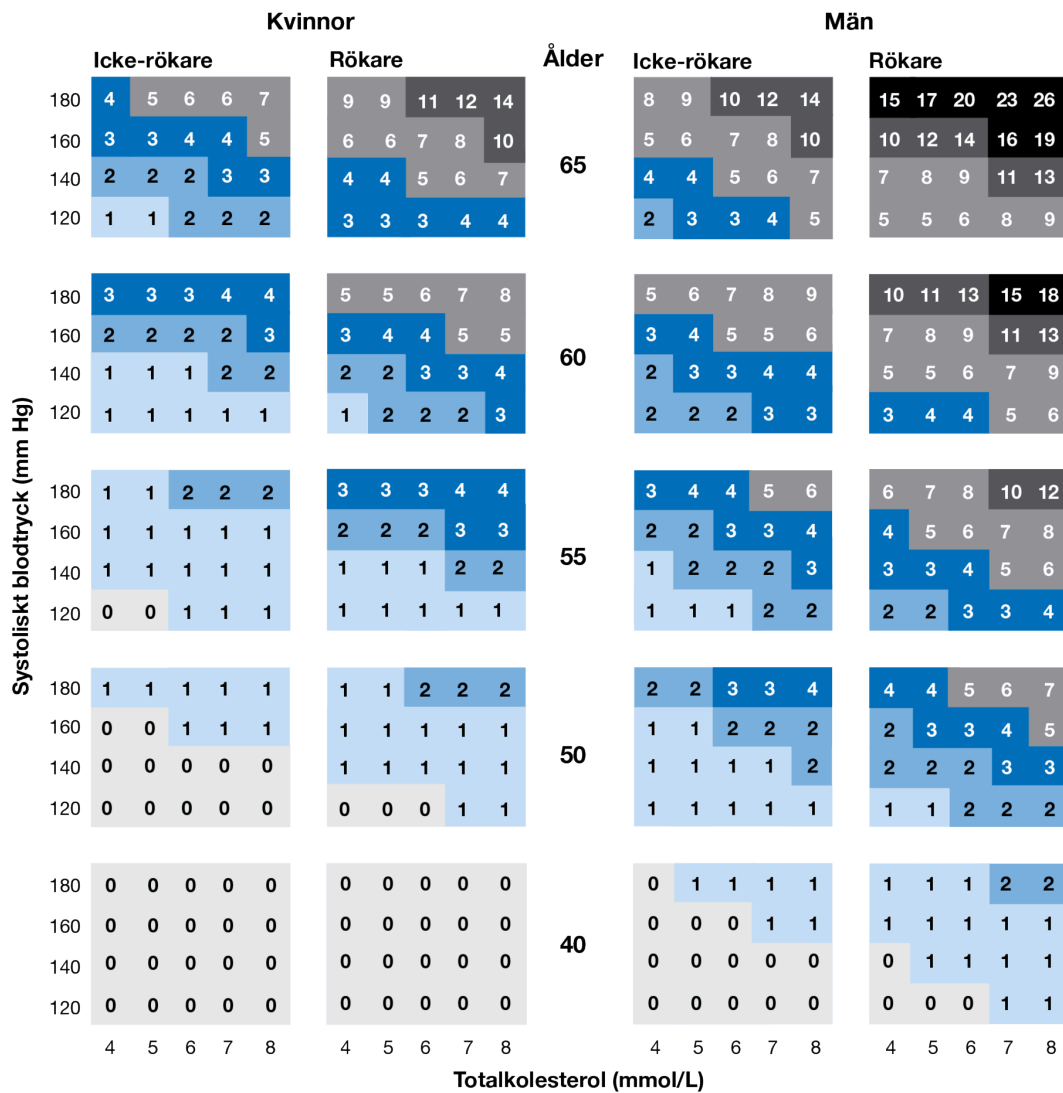 Kvinnor Män
Icke-rökare Rökare Ålder Icke-rökare Rökare
180 4 5 6 6 7 9 9 11 12 14 8 9 10 12 14 15 17 20 23 26
160 3 3 4 4 5 6 6 7 8 10 5 6 7 8 10 10 12 14 16 19
65
140 2 2 2 3 3 4 4 5 6 7 4 4 5 6 7 7 8 9 11 13
120 1 1 2 2 2 3 3 3 4 4 2 3 3 4 5 5 5 6 8 9
180 3 3 3 4 4 5 5 6 7 8 5 6 7 8 9 10 11 13 15 18
160 2 2 2 2 3 3 4 4 5 5 3 4 5 5 6 7 8 9 11 13
60
140 1 1 1 2 2 2 2 3 3 4 2 3 3 4 4 5 5 6 7 9
120 1 1 1 1 1 1 2 2 2 3 2 2 2 3 3 3 4 4 5 6
180 1 1 2 2 2 3 3 3 4 4 3 4 4 5 6 6 7 8 10 12
160 1 1 1 1 1 2 2 2 3 3 2 2 3 3 4 4 5 6 7 8
55
140 1 1 1 1 1 1 1 1 2 2 1 2 2 2 3 3 3 4 5 6
120 0 0 1 1 1 1 1 1 1 1 1 1 1 2 2 2 2 3 3 4
180 1 1 1 1 1 1 1 2 2 2 2 2 3 3 4 4 4 5 6 7
160 0 0 1 1 1 1 1 1 1 1 1 1 2 2 2 2 3 3 4 5
50
140 0 0 0 0 0 1 1 1 1 1 1 1 1 1 2 2 2 2 3 3
120 0 0 0 0 0 0 0 0 1 1 1 1 1 1 1 1 1 2 2 2
180 0 0 0 0 0 0 0 0 0 0 0 1 1 1 1 1 1 1 2 2
160 0 0 0 0 0 0 0 0 0 0 0 0 0 1 1 1 1 1 1 1
40
140 0 0 0 0 0 0 0 0 0 0 0 0 0 0 0 0 1 1 1 1
120 0 0 0 0 0 0 0 0 0 0 0 0 0 0 0 0 0 0 1 1
4 5 6 7 8 4 5 6 7 8 4 5 6 7 8 4 5 6 7 8
Systoliskt blodtryck (mm Hg)
Totalkolesterol (mmol/L)